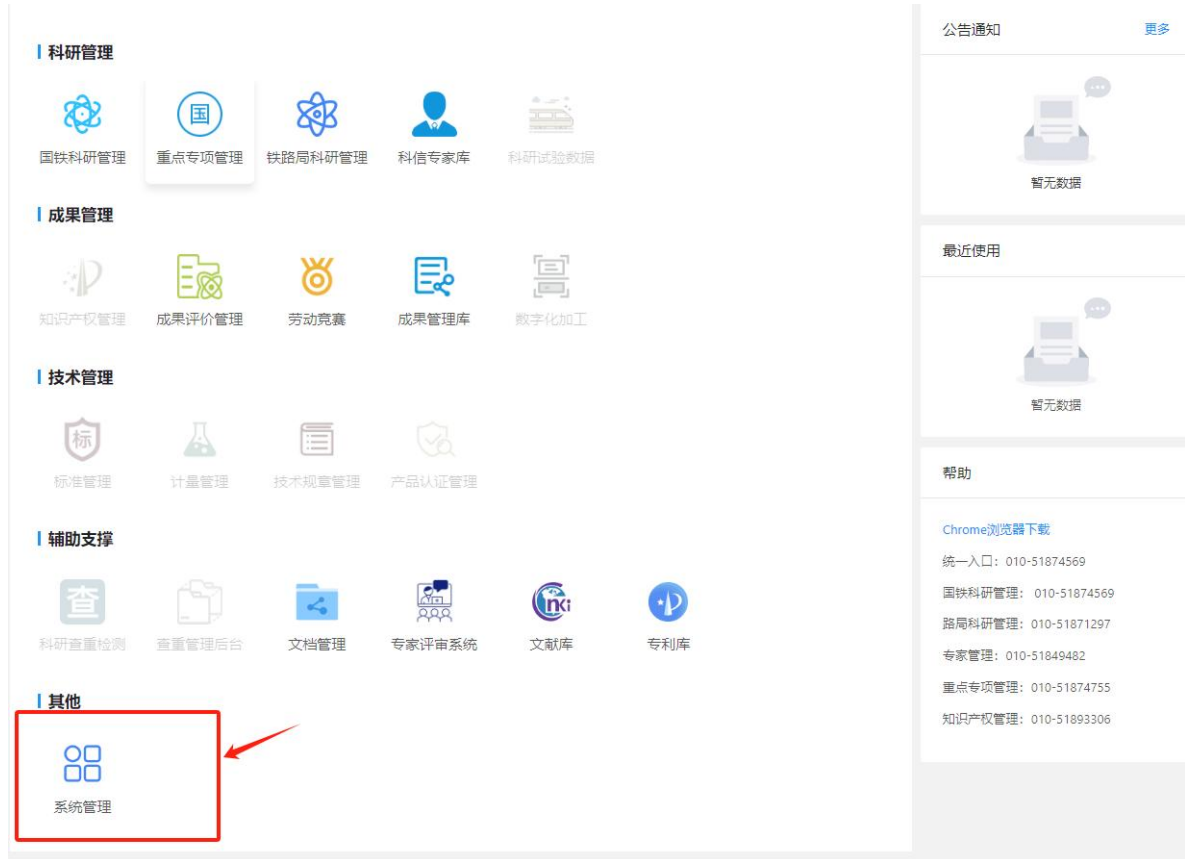 科研管理
国
国铁科研管理 重点专项管理 铁路局科研管理 科信专家库 科研试验数据
成果管理
知识产权管理 成果评价管理 劳动竞赛 成果管理库 数字化加工
技术管理
标
标准管理 计量管理 技术规章管理 产品认证管理
辅助支撑
查 cnki
科研查重检测 查重管理后台 文档管理 专家评审系统 文献库 专利库
其他
系统管理
公告通知 更多
暂无数据
最近使用
暂无数据
帮助
Chrome浏览器下载
统一入口：010-51874569
国铁科研管理： 010-51874569
路局科研管理：010-51871297
专家管理：010-51849482
重点专项管理：010-51874755
知识产权管理：010-51893306